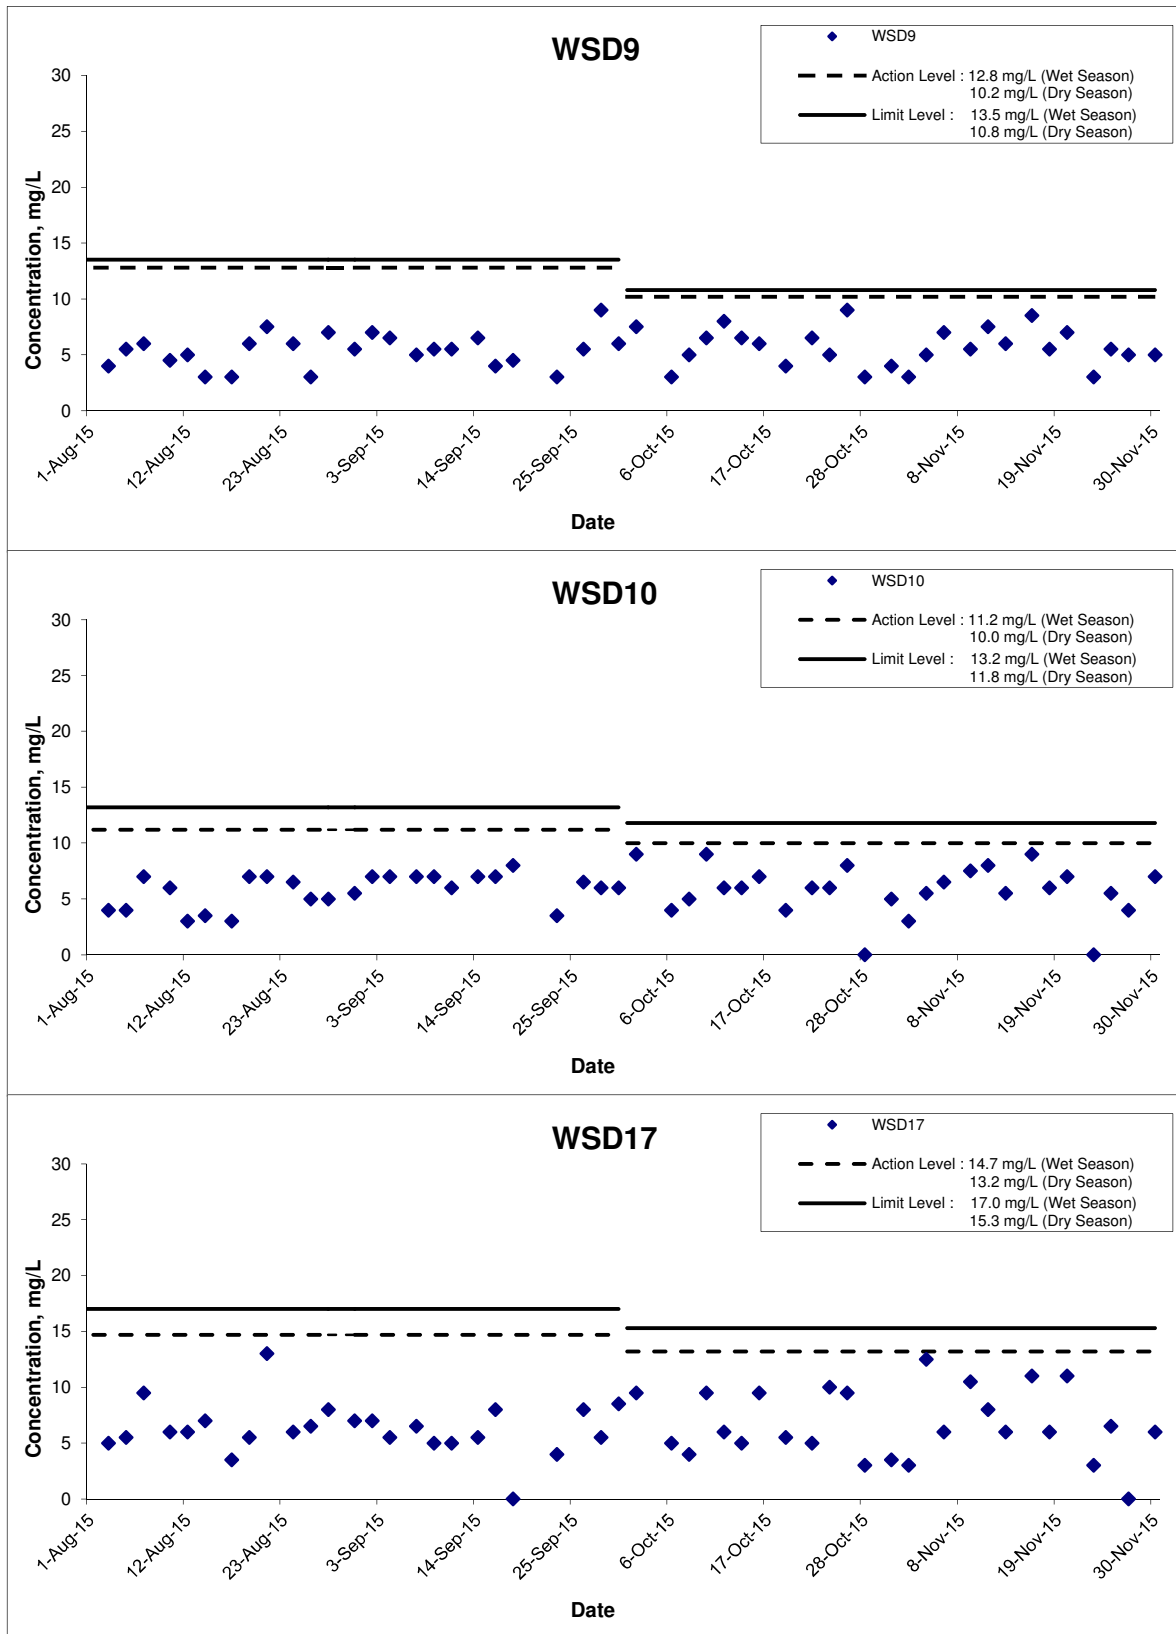 WSD9
WSD9
Action Level : 12.8 mg/L (Wet Season)
10.2 mg/L (Dry Season)
Limit Level : 13.5 mg/L (Wet Season)
10.8 mg/L (Dry Season)
Concentration, mg/L
30
25
20
15
10
5
0
1-Aug-15
12-Aug-15
23-Aug-15
3-Sep-15
14-Sep-15
25-Sep-15
6-Oct-15
17-Oct-15
28-Oct-15
8-Nov-15
19-Nov-15
30-Nov-15
Date
WSD10
WSD10
Action Level : 11.2 mg/L (Wet Season)
10.0 mg/L (Dry Season)
Limit Level : 13.2 mg/L (Wet Season)
11.8 mg/L (Dry Season)
Concentration, mg/L
30
25
20
15
10
5
0
1-Aug-15
12-Aug-15
23-Aug-15
3-Sep-15
14-Sep-15
25-Sep-15
6-Oct-15
17-Oct-15
28-Oct-15
8-Nov-15
19-Nov-15
30-Nov-15
Date
WSD17
WSD17
Action Level : 14.7 mg/L (Wet Season)
13.2 mg/L (Dry Season)
Limit Level : 17.0 mg/L (Wet Season)
15.3 mg/L (Dry Season)
Concentration, mg/L
30
25
20
15
10
5
0
1-Aug-15
12-Aug-15
23-Aug-15
3-Sep-15
14-Sep-15
25-Sep-15
6-Oct-15
17-Oct-15
28-Oct-15
8-Nov-15
19-Nov-15
30-Nov-15
Date